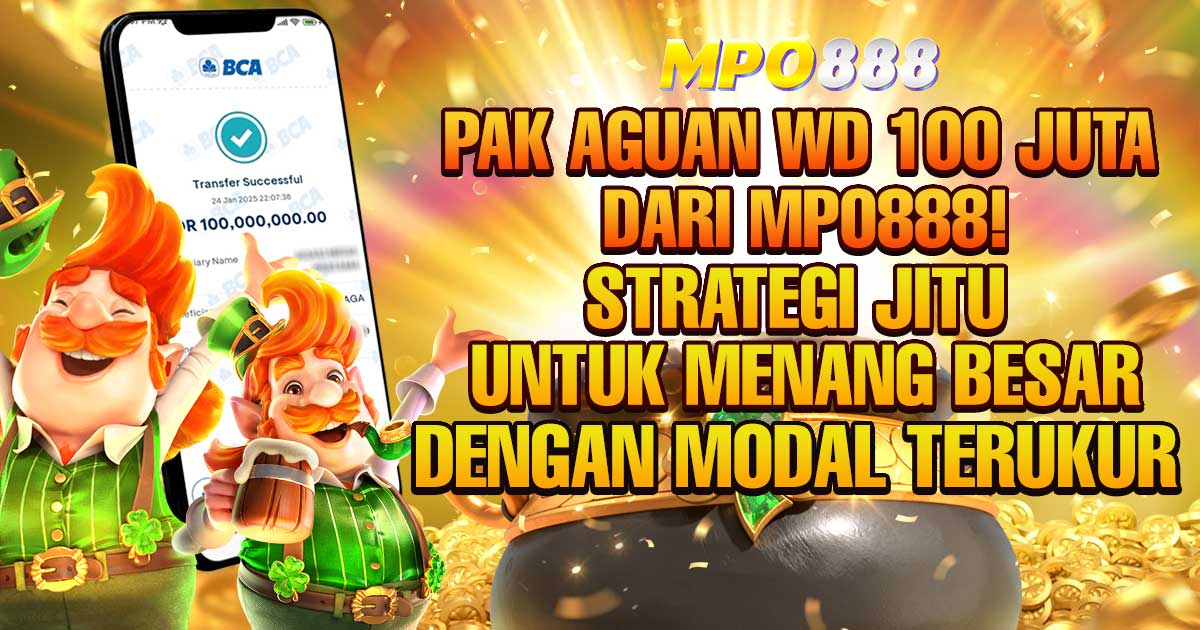 BCA
Transfer Successful
24 Jan 2025 22:07:38
100,000,000.00
Name
MPO888
PAK AGUAN WD 100 JUTA
DARI MPO888!
STRATEGI JITU
UNTUK MENANG BESAR
DENGAN MODAL TERUKUR